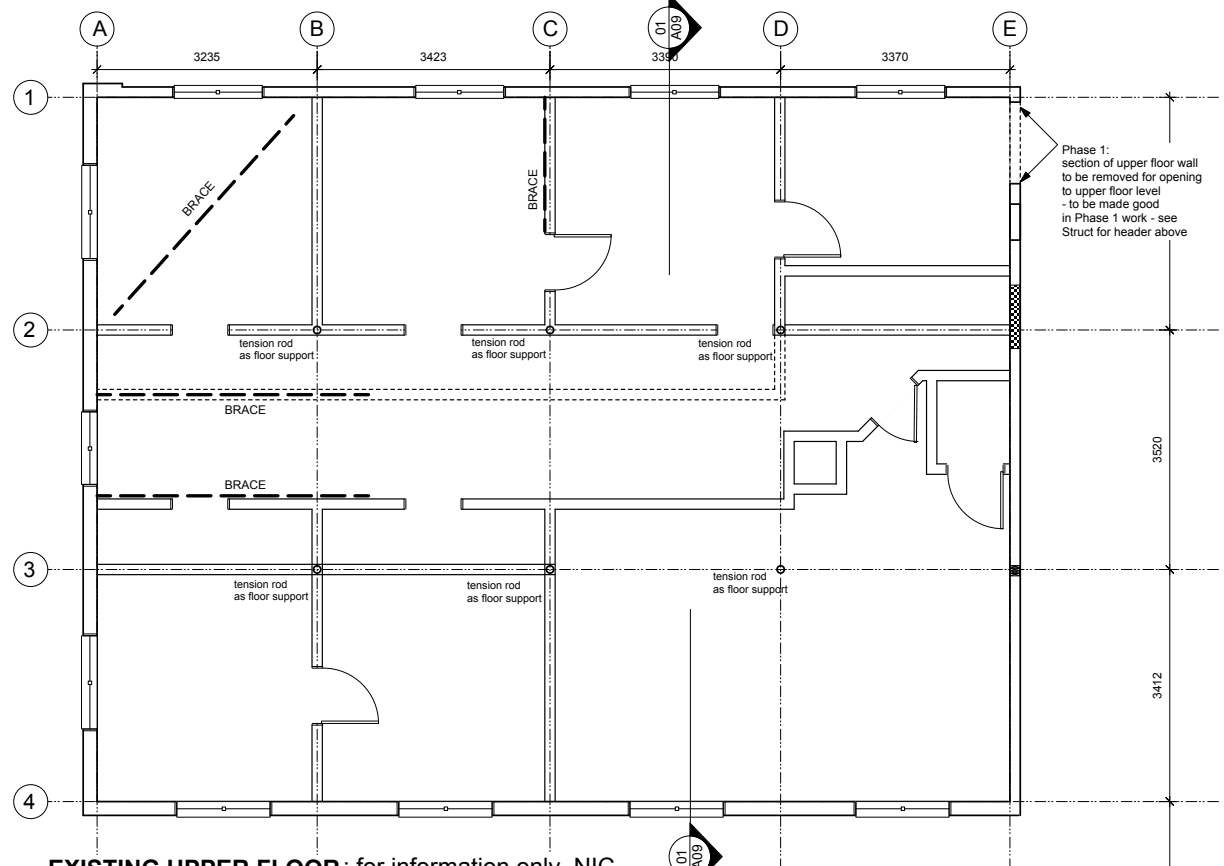 A
B
C
D
E
01
A09
3235
3423
3390
3370
1
Phase 1:
section of upper floor wall
to be removed for opening
to upper floor level
- to be made good
in Phase 1 work - see
Struct for header above
BRACE
BRACE
2
tension rod
as floor support
tension rod
as floor support
tension rod
as floor support
BRACE
3520
BRACE
3
tension rod
as floor support
tension rod
as floor support
tension rod
as floor support
3412
4
01
A09
EXISTING UPPER FLOOR : for information only, NIC